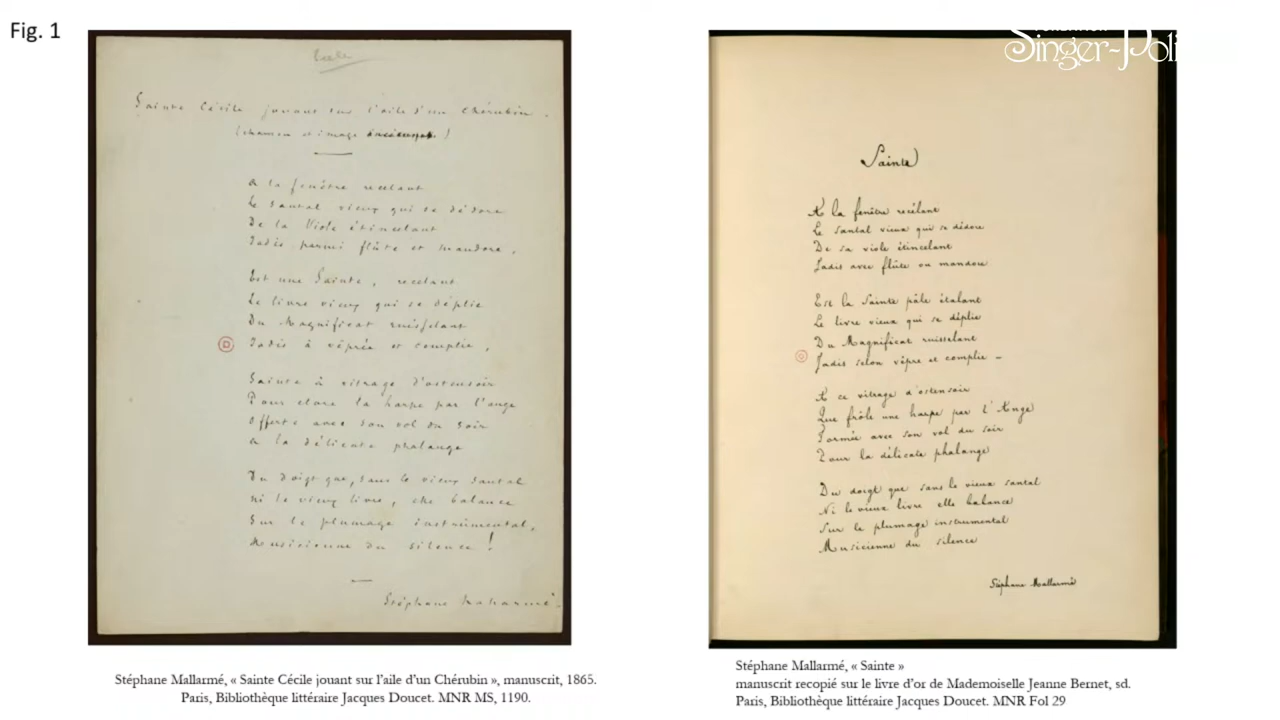 Fig. 1
Singer-Poli
Sainte Cécile jouant sur l'aile d'un Chérubin.
(chanson et image anciennes.)
A la fenêtre recélant
Le Santal vieux qui se dédore
De la Viole étincelant
Jadis parmi flûte et mandore,
Est une Sainte, recélant
Le livre vieux qui se déplie
Du Magnificat ruisselant
Jadis à vêprée et complie,
Sainte à vitrage d'ostensoir
Pour clore la harpe par l'ange
Offerte avec son vol du Soir
A la délicate phalange
Du doigt que, sans le vieux Santal
Ni le vieux livre, elle balance
Sur le plumage instrumental,
Musicienne du silence !
Stéphane Mallarmé.
Stéphane Mallarmé, « Sainte Cécile jouant sur l'aile d'un Chérubin », manuscrit, 1865.
Paris, Bibliothèque littéraire Jacques Doucet. MNR MS, 1190.
Sainte
A la fenêtre recélant
Le santal vieux qui se dédore
De sa viole étincelant
Jadis avec flûte ou mandore
Est la Sainte pâle étalant
Le livre vieux qui se déplie
Du Magnificat ruisselant
Jadis selon vêpre et complie –
A ce vitrage d'ostensoir
Que frôle une harpe par l'Ange
Formée avec son vol du soir
Pour la délicate phalange
Du doigt que sans le vieux santal
Ni le vieux livre elle balance
Sur le plumage instrumental
Musicienne du silence
Stéphane Mallarmé
Stéphane Mallarmé, « Sainte »
manuscrit recopié sur le livre d'or de Mademoiselle Jeanne Bernet, sd.
Paris, Bibliothèque littéraire Jacques Doucet. MNR Fol 29